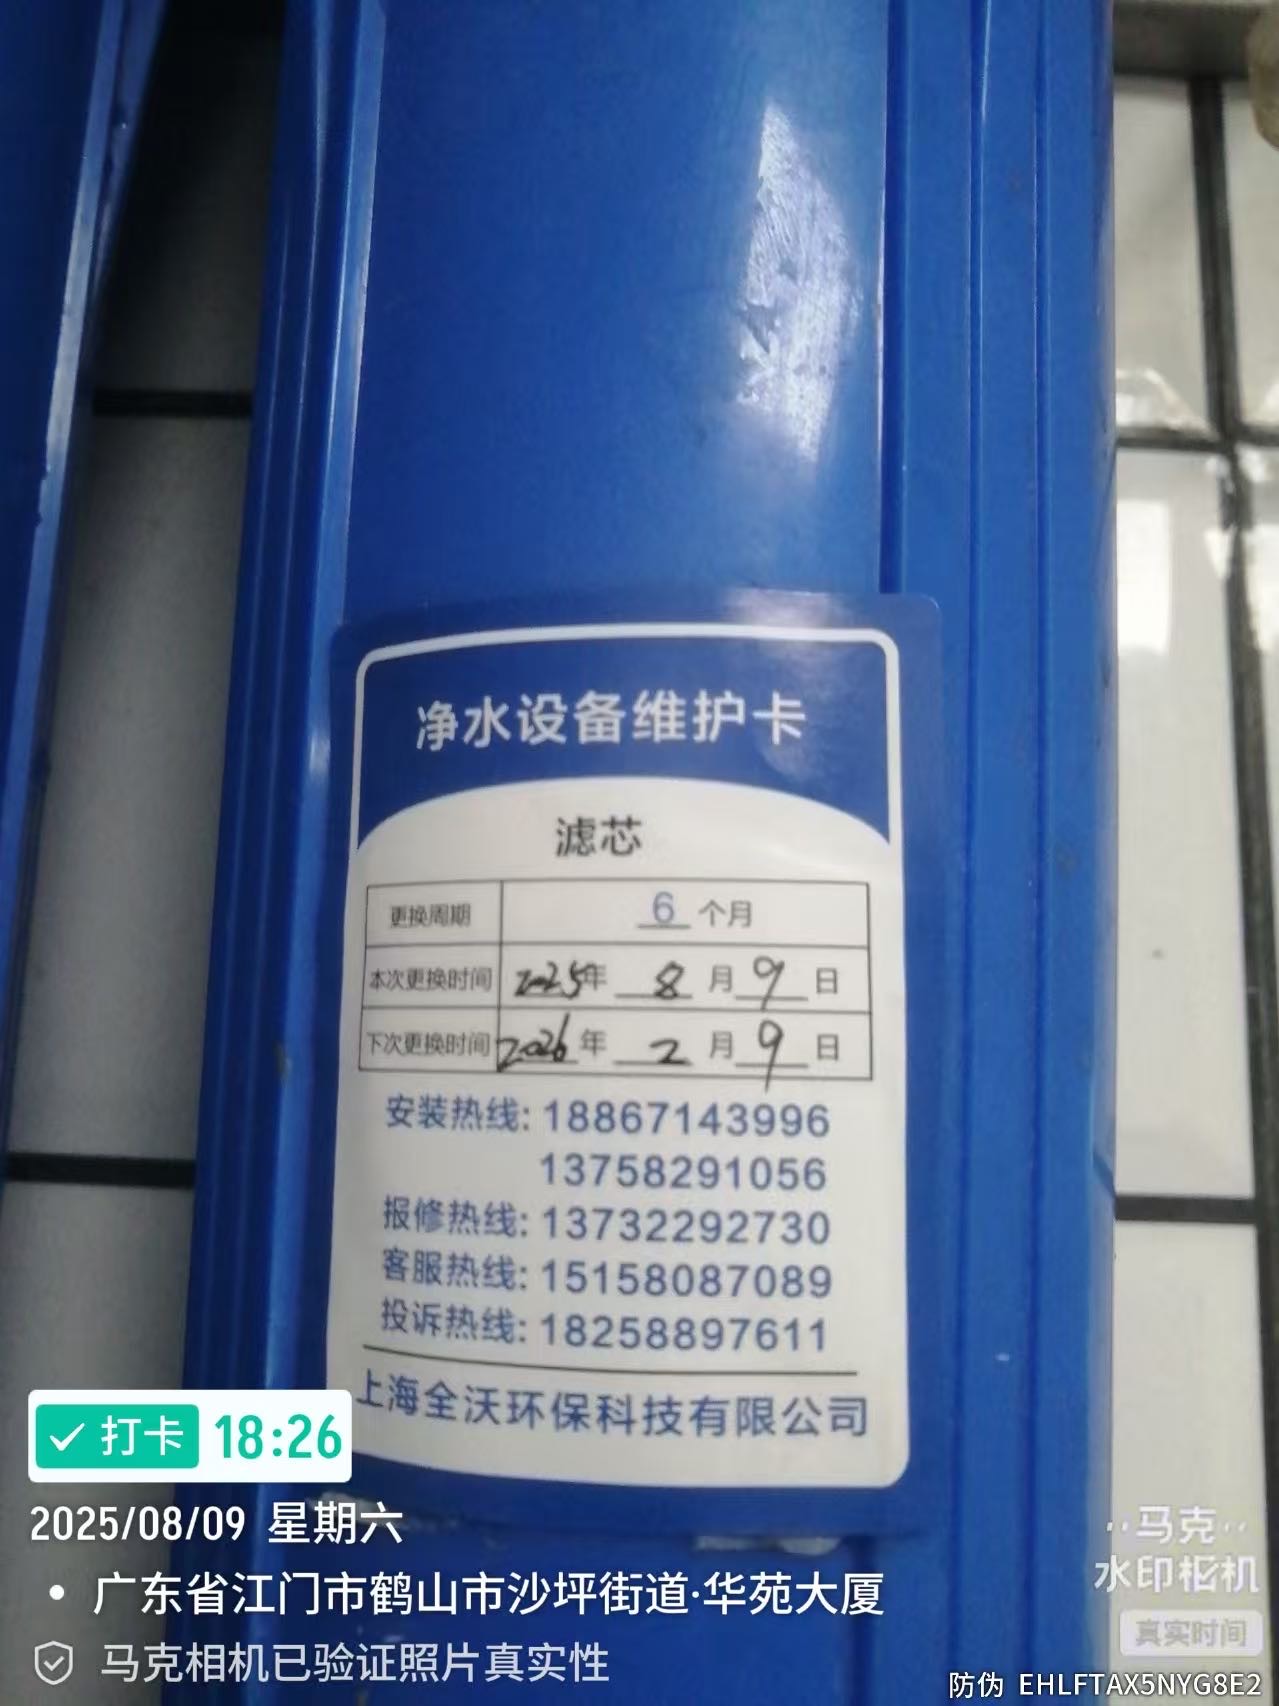 净水设备维护卡
滤芯
更换周期 6 个月
本次更换时间 2025年 8 月 9 日
下次更换时间 2026年 2 月 9 日
安装热线: 18867143996
13758291056
报修热线: 13732292730
客服热线: 15158087089
投诉热线: 18258897611
上海全沃环保科技有限公司
打卡 18:26
2025/08/09 星期六
广东省江门市鹤山市沙坪街道·华苑大厦
马克相机已验证照片真实性
马克
水印相机
真实时间
防伪 EHLFTAX5NYG8E2